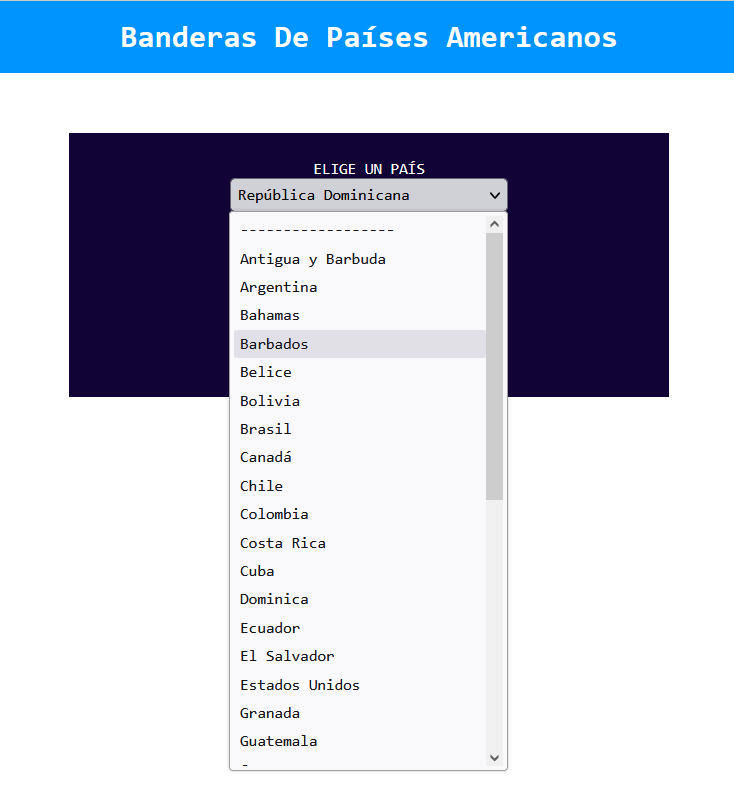 Banderas De Países Americanos
ELIGE UN PAÍS
República Dominicana
------------------
Antigua y Barbuda
Argentina
Bahamas
Barbados
Belice
Bolivia
Brasil
Canadá
Chile
Colombia
Costa Rica
Cuba
Dominica
Ecuador
El Salvador
Estados Unidos
Granada
Guatemala